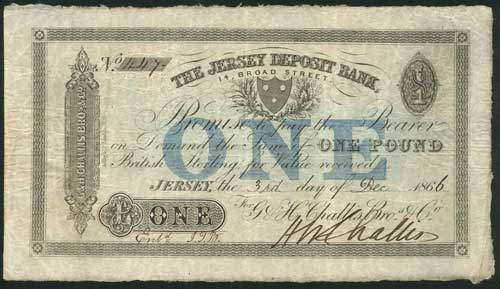 No. 447
THE JERSEY DEPOSIT BANK,
14, BROAD STREET
£1
Promise to pay the Bearer
on Demand the Sum of ONE POUND
British Sterling for Value received
ONE
JERSEY, the 3rd day of Dec 1866
For G & H. Challis, Bros. & Co.
£ ONE
Entd.